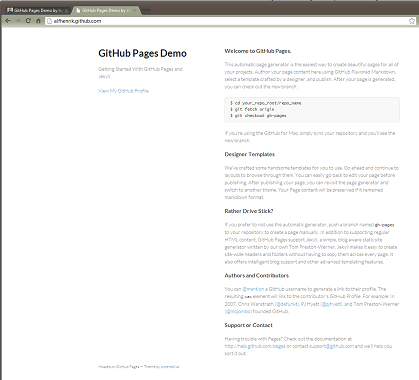 GitHub Pages Demo by
GitHub Pages Demo by
alfhenrik.github.com
GitHub Pages Demo
Getting Started With GitHub Pages and
Jekyll
View My GitHub Profile
Welcome to GitHub Pages.
This automatic page generator is the easiest way to create beautiful pages for all
of your projects. Author your page content here using GitHub Flavored Markdown,
select a template crafted by a designer, and publish. After your page is generated,
you can check out the new branch:
$ cd your_repo_root/repo_name
$ git fetch origin
$ git checkout gh-pages
If you're using the GitHub for Mac, simply sync your repository and you'll see the
new branch.
Designer Templates
We've crafted some handsome templates for you to use. Go ahead and continue to
layouts to browse through them. You can easily go back to edit your page before
publishing. After publishing your page, you can revisit the page generator and
switch to another theme. Your Page content will be preserved if it remained
markdown format.
Rather Drive Stick?
If you prefer to not use the automatic generator, push a branch named gh-pages
to your repository to create a page manually. In addition to supporting regular
HTML content, GitHub Pages support Jekyll, a simple, blog aware static site
generator written by our own Tom Preston-Werner. Jekyll makes it easy to create
site-wide headers and footers without having to copy them across every page. It
also offers intelligent blog support and other advanced templating features.
Authors and Contributors
You can @mention a GitHub username to generate a link to their profile. The
resulting <a> element will link to the contributor's GitHub Profile. For example: In
2007, Chris Wanstrath (@defunkt), PJ Hyett (@pjhyett), and Tom Preston-Werner
(@mojombo) founded GitHub.
Support or Contact
Having trouble with Pages? Check out the documentation at
http://help.github.com/pages or contact support@github.com and we'll help you
sort it out.
Hosted on GitHub Pages — Theme by orderedlist